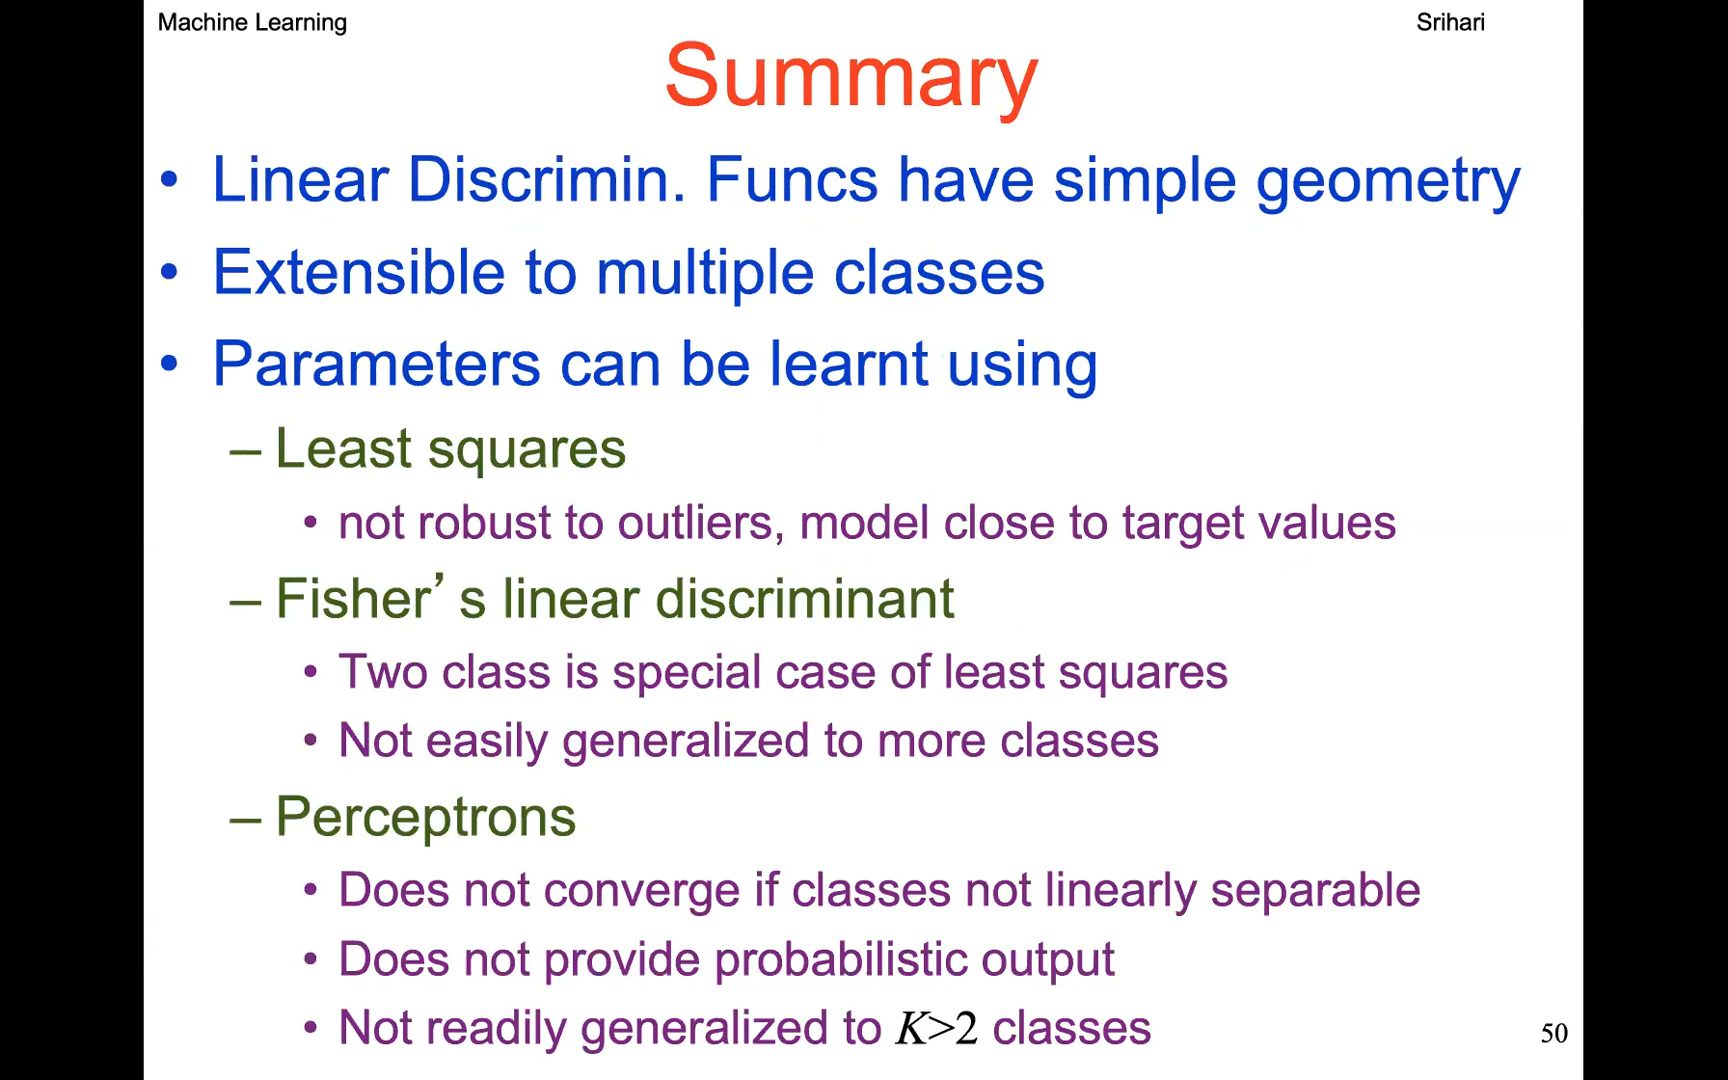 Machine Learning
Srihari
Summary
• Linear Discrimin. Funcs have simple geometry
• Extensible to multiple classes
• Parameters can be learnt using
– Least squares
• not robust to outliers, model close to target values
– Fisher’s linear discriminant
• Two class is special case of least squares
• Not easily generalized to more classes
– Perceptrons
• Does not converge if classes not linearly separable
• Does not provide probabilistic output
• Not readily generalized to K>2 classes
50